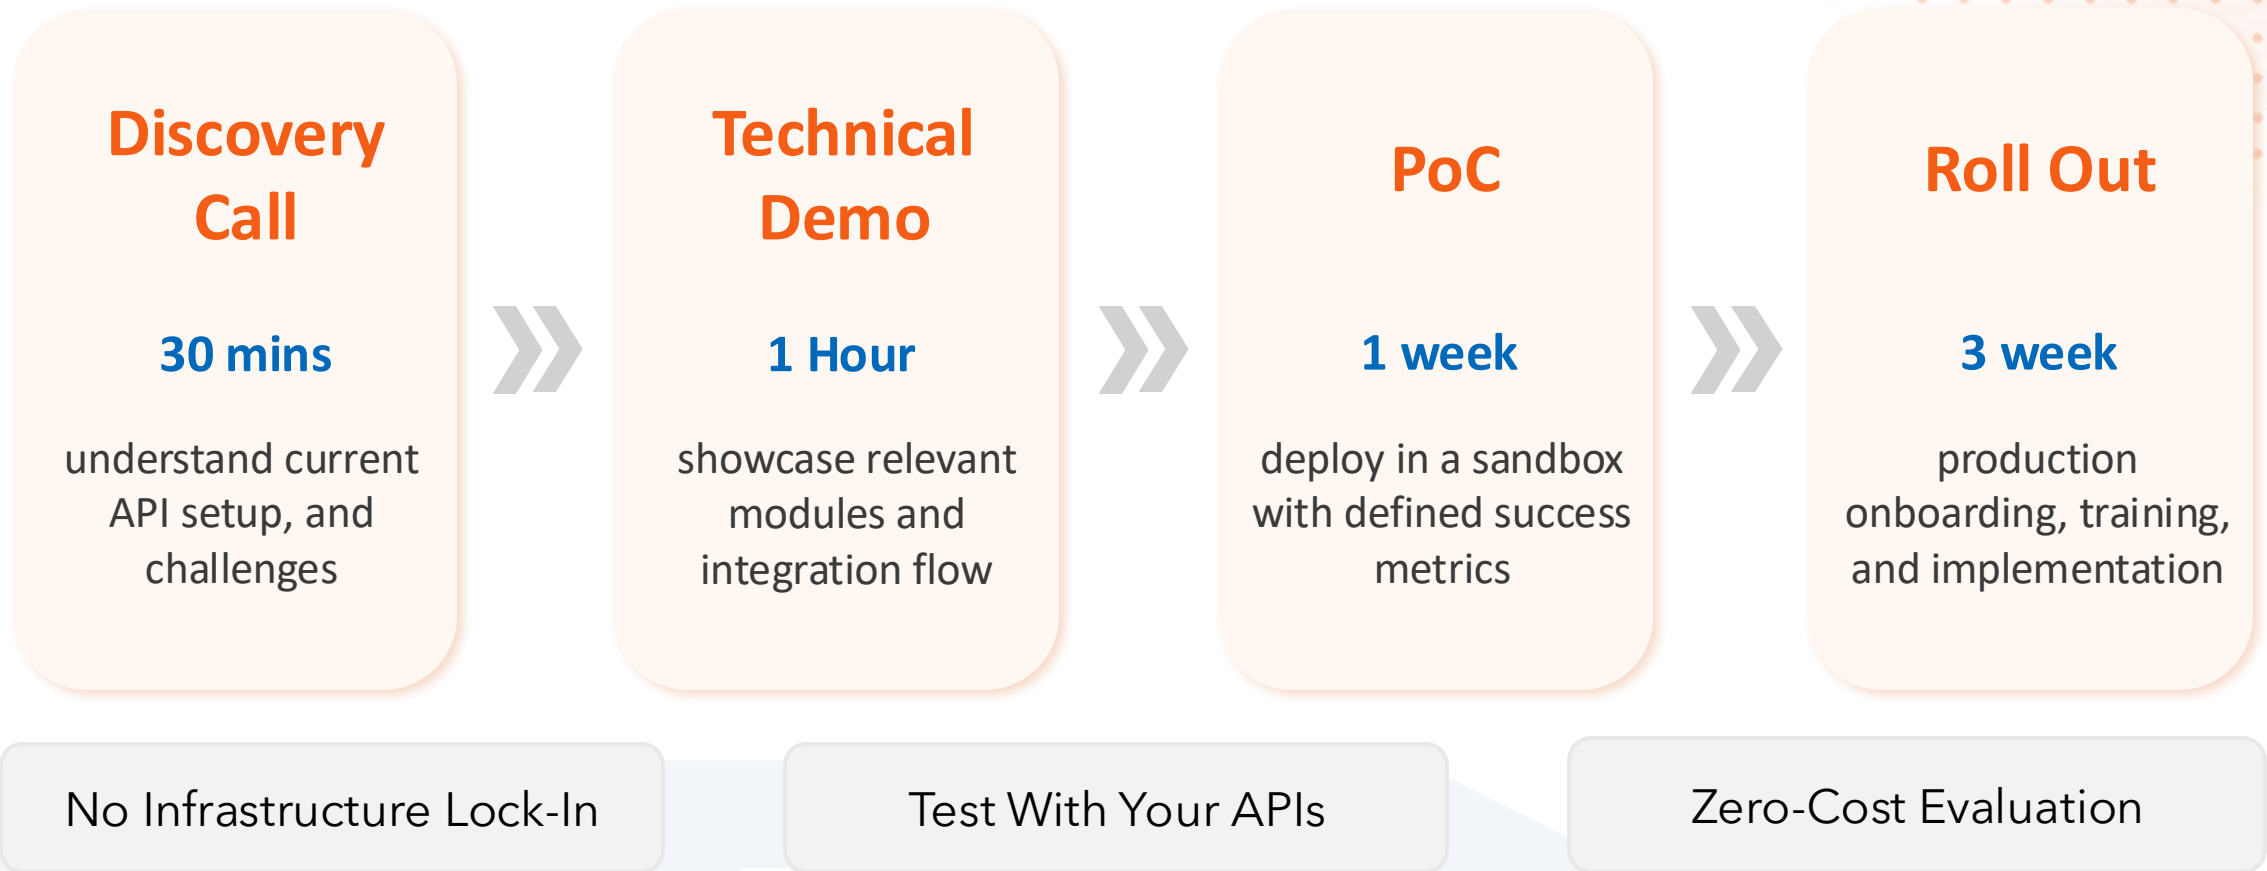 Discovery
Call
30 mins
understand current
API setup, and
challenges
Technical
Demo
1 Hour
showcase relevant
modules and
integration flow
PoC
1 week
deploy in a sandbox
with defined success
metrics
Roll Out
3 week
production
onboarding, training,
and implementation
No Infrastructure Lock-In
Test With Your APIs
Zero-Cost Evaluation